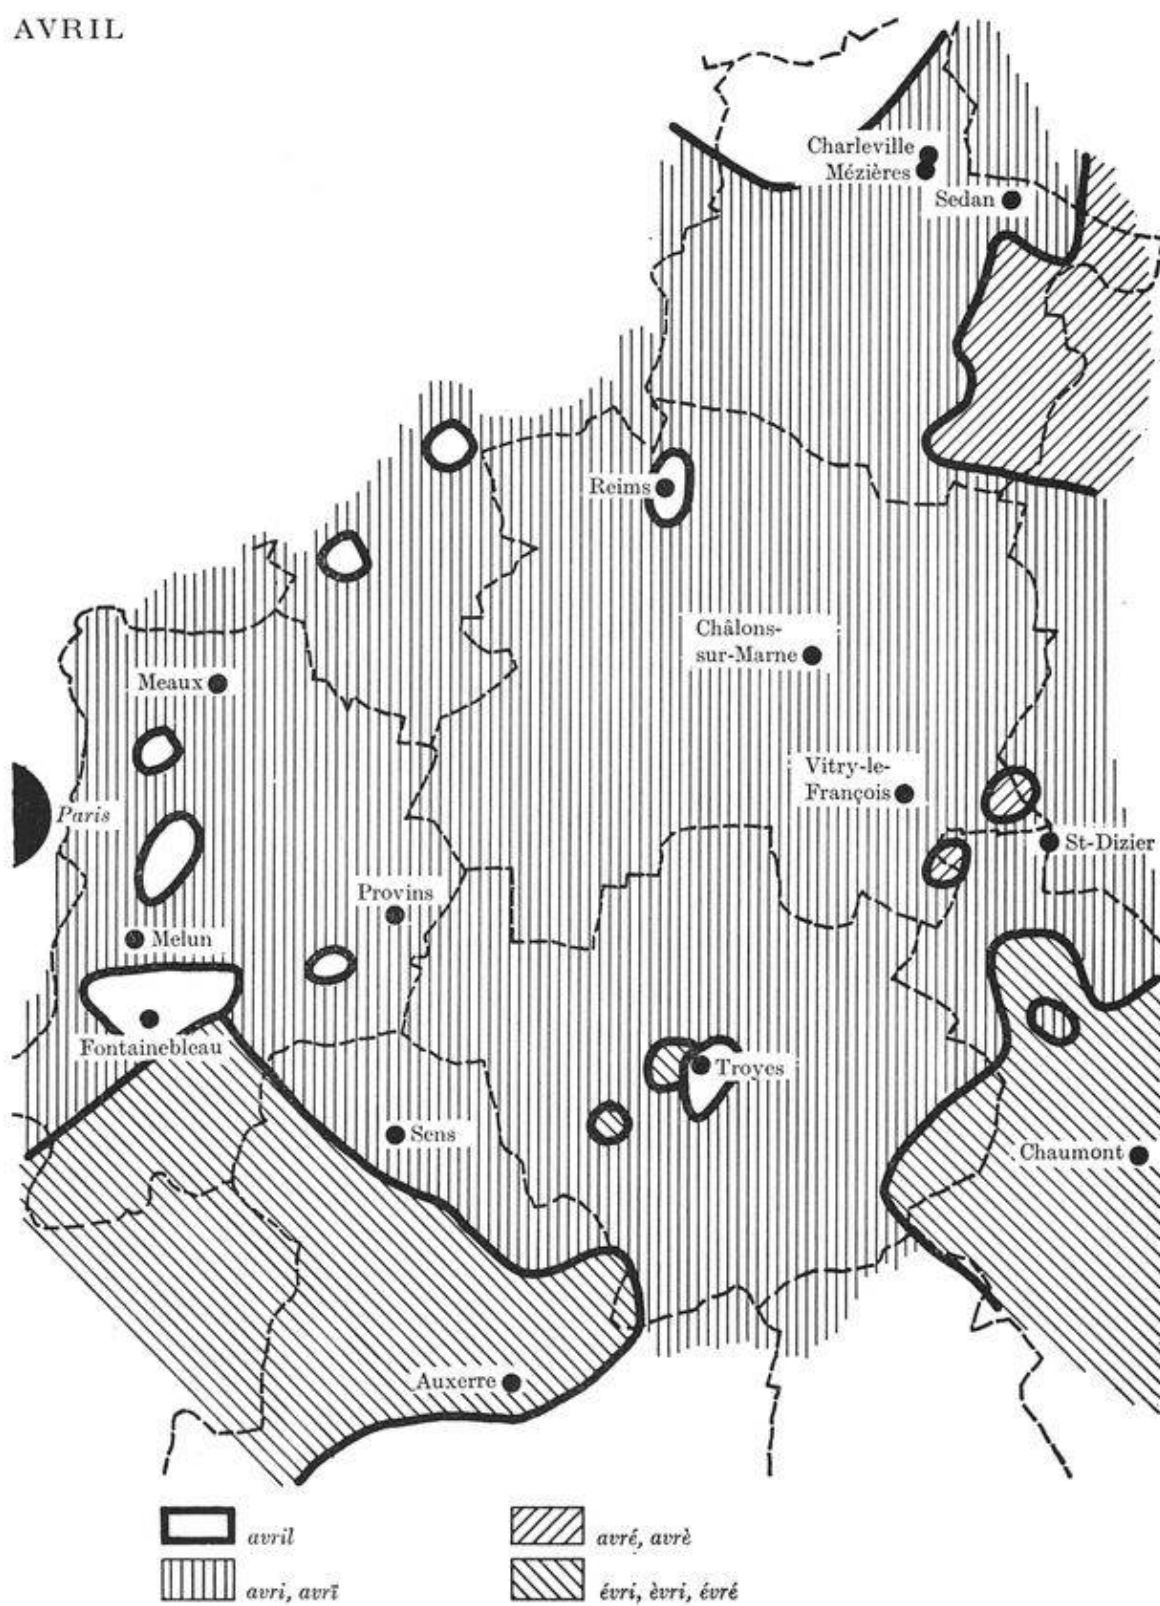 AVRIL
Charleville
Mézières
Sedan
Reims
Châlons-
sur-Marne
Meaux
Vitry-le-
François
Paris
St-Dizier
Provins
Melun
Fontainebleau
Troyes
Sens
Chaumont
Auxerre
avril
avré, avrè
avri, avrī
évri, èvri, évré